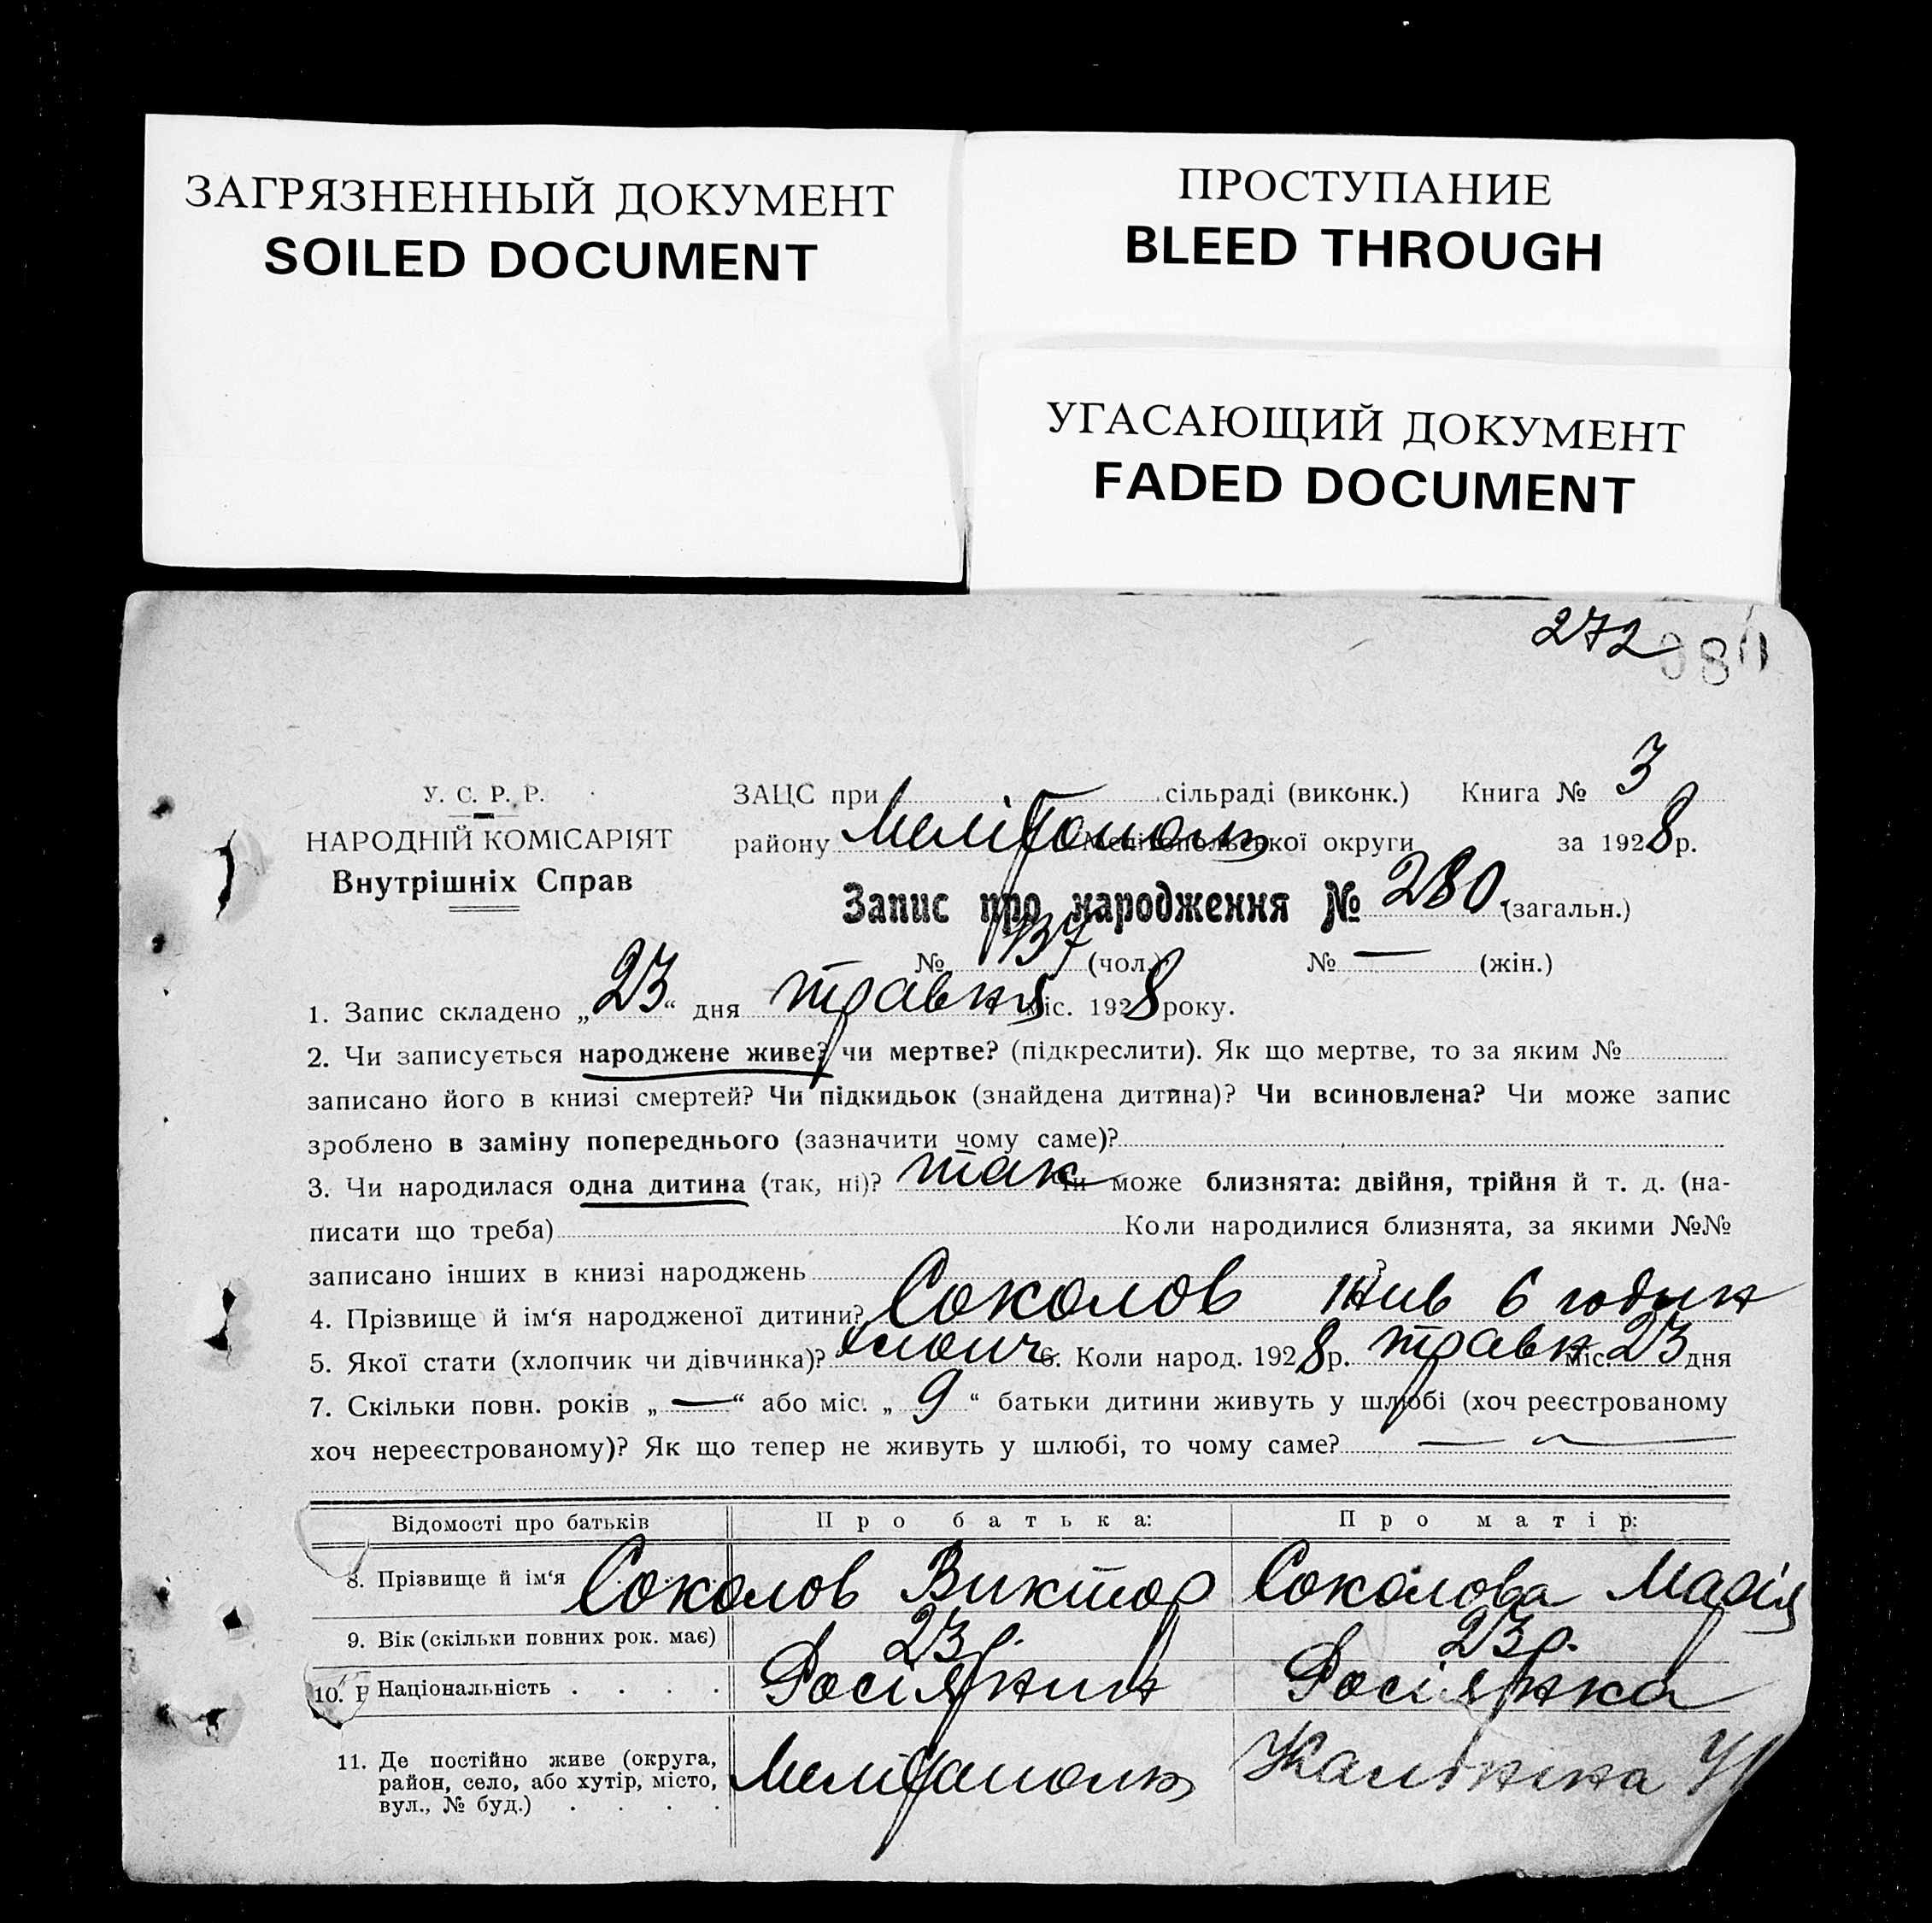 ЗАГРЯЗНЕННЫЙ ДОКУМЕНТ
SOILED DOCUMENT
ПРОСТУПАНИЕ
BLEED THROUGH
УГАСАЮЩИЙ ДОКУМЕНТ
FADED DOCUMENT
272
У. С. Р. Р.
НАРОДНІЙ КОМІСАРІЯТ
Внутрішніх Справ
ЗАЦС при сільраді (виконк.) Книга № 3
району Мелітополь Мелітопольської округи за 1928 р.
Запис про народження № 280 (загальн.)
№ 137 (чол.) № — (жін.)
1. Запис складено „23“ дня травня міс. 1928 року.
2. Чи записується народжене живе? чи мертве? (підкреслити). Як що мертве, то за яким №
записано його в книзі смертей? Чи підкидьок (знайдена дитина)? Чи всиновлена? Чи може запис
зроблено в заміну попереднього (зазначити чому саме)?
3. Чи народилася одна дитина (так, ні)? так Чи може близнята: двійня, трійня й т. д. (на-
писати що треба) Коли народилися близнята, за якими №№
записано інших в книзі народжень ?
4. Прізвище й ім‘я народженої дитини? Соколов жив 6 годин
5. Якої стати (хлопчик чи дівчинка)? хлопч 6. Коли народ. 1928 р. травн міс. 23 дня
7. Скільки повн. років „—“ або міс. „9“ батьки дитини живуть у шлюбі (хоч реєстрованому
хоч нереєстрованому)? Як що тепер не живуть у шлюбі, то чому саме? —
Відомості про батьків Про батька: Про матір:
8. Прізвище й ім‘я Соколов Виктор Соколова Марія
9. Вік (скільки повних рок. має) 23 р. 23 р.
10. Національність . . . . Росіянин Росіянка
11. Де постійно живе (округа,
район, село, або хутір, місто,
вул., № буд.) . . . . Мелітополь